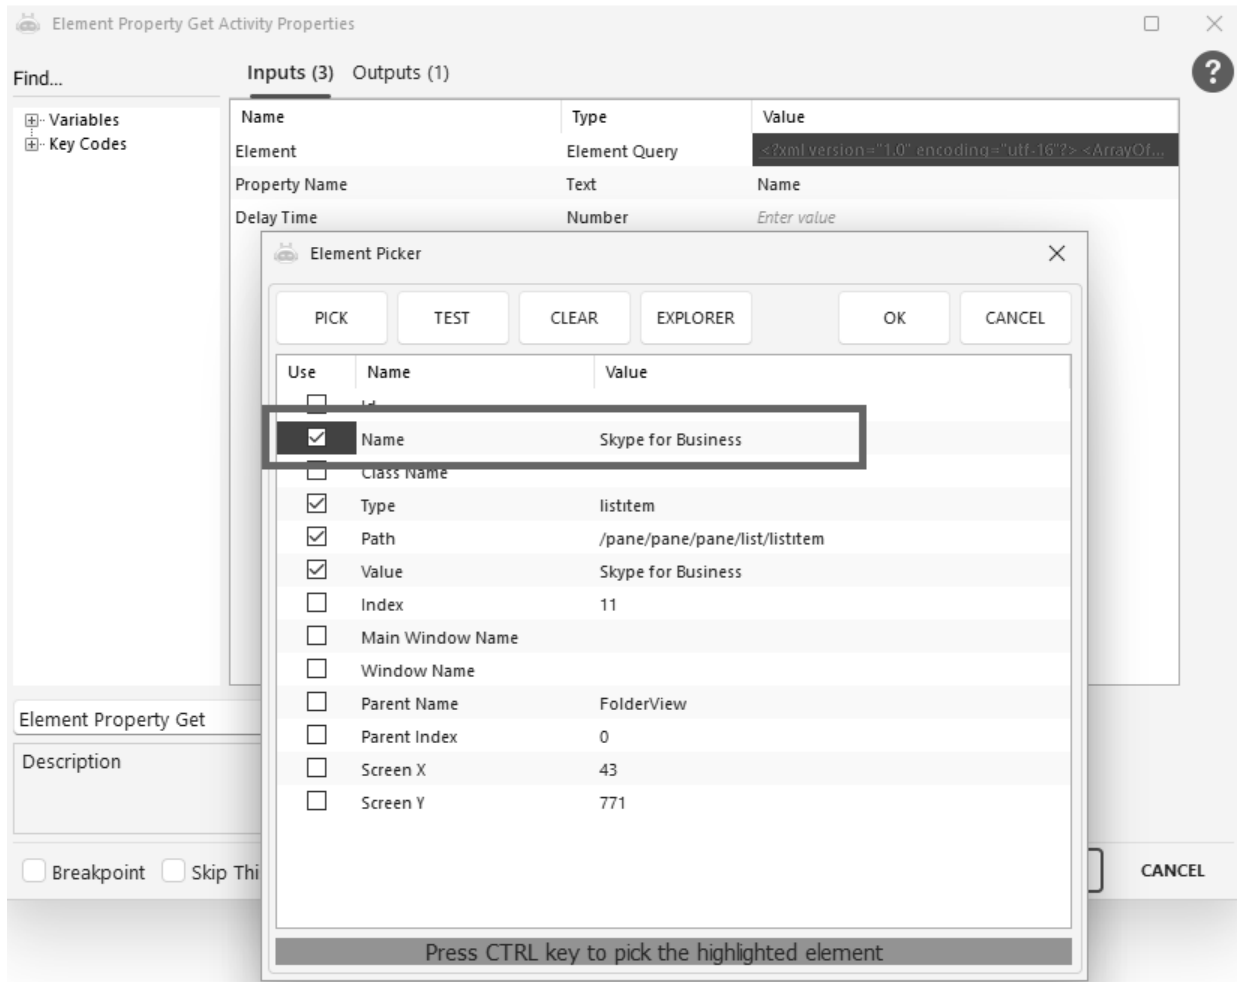 Element Property Get Activity Properties
Find...
Inputs (3) Outputs (1)
?
Variables
Key Codes
Name Type Value
Element Element Query <?xml version="1.0" encoding="utf-16"?> <ArrayOf...
Property Name Text Name
Delay Time Number Enter value
Element Picker
PICK TEST CLEAR EXPLORER OK CANCEL
Use Name Value
Name Skype for Business
Class Name
Type listitem
Path /pane/pane/pane/list/listitem
Value Skype for Business
Index 11
Main Window Name
Window Name
Parent Name FolderView
Parent Index 0
Screen X 43
Screen Y 771
Element Property Get
Description
Breakpoint Skip Thi
CANCEL
Press CTRL key to pick the highlighted element